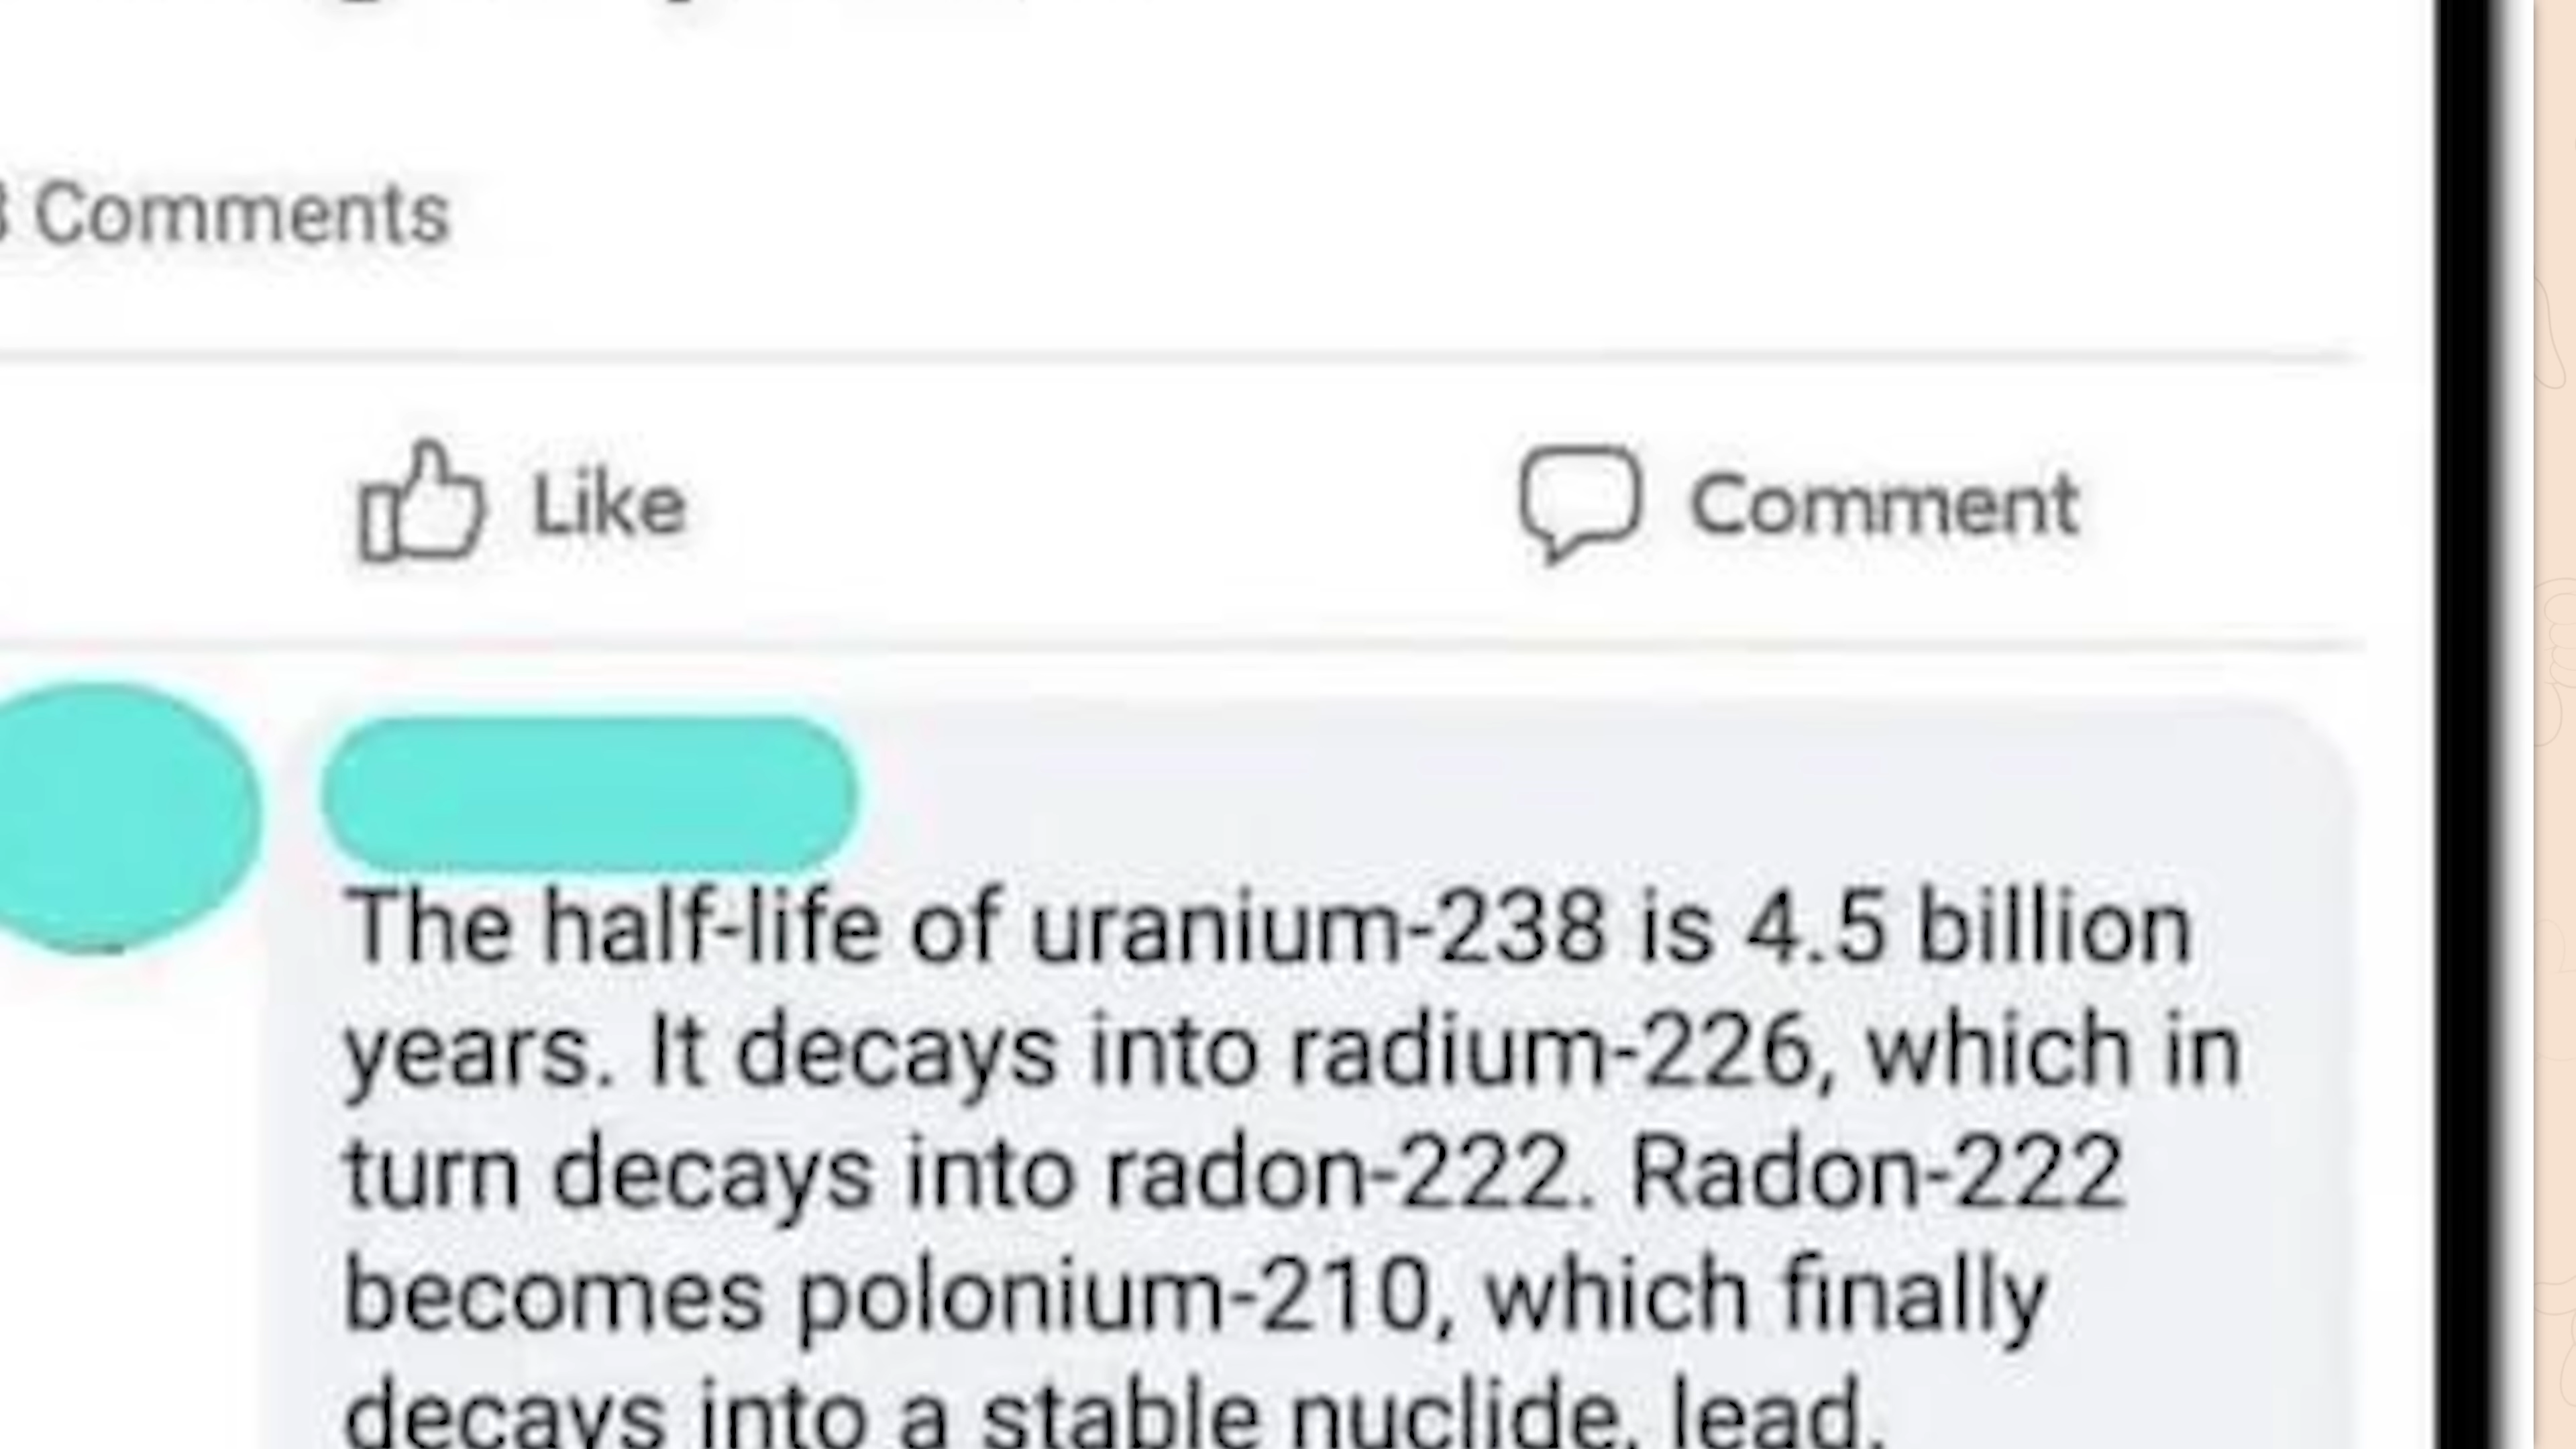 Comments
Like
Comment
The half-life of uranium-238 is 4.5 billion
years. It decays into radium-226, which in
turn decays into radon-222. Radon-222
becomes polonium-210, which finally
decays into a stable nuclide, lead.